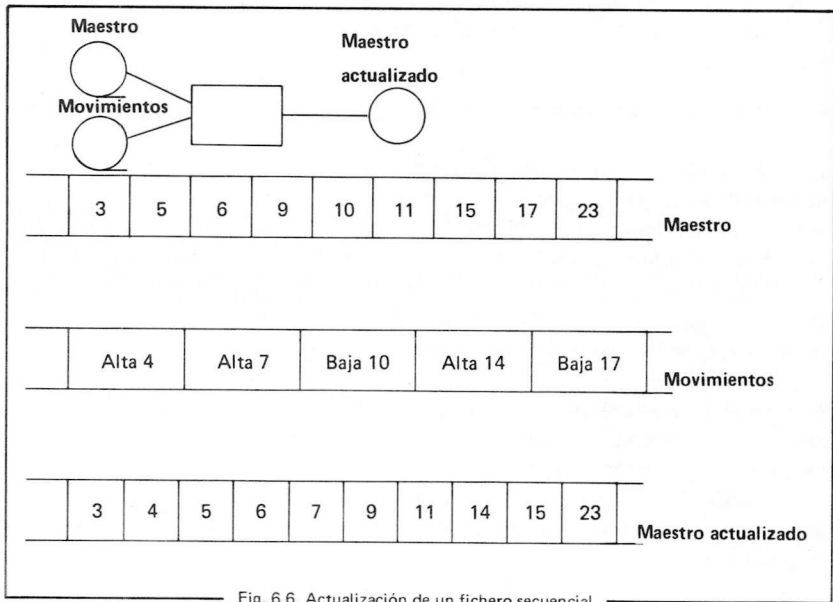 Maestro
Maestro
actualizado
Movimientos
3 5 6 9 10 11 15 17 23
Maestro
Alta 4 Alta 7 Baja 10 Alta 14 Baja 17
Movimientos
3 4 5 6 7 9 11 14 15 23
Maestro actualizado
Fig. 6.6. Actualización de un fichero secuencial